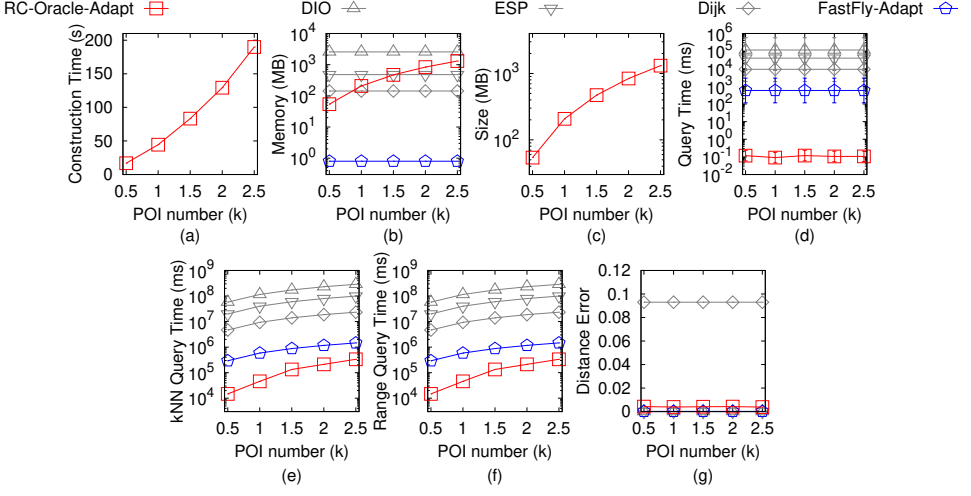 RC-Oracle-Adapt DIO ESP Dijk FastFly-Adapt
Construction Time (s)
200
150
100
50
0
0.5 1 1.5 2 2.5
POI number (k)
(a)
Memory (MB)
10^4
10^3
10^2
10^1
10^0
0.5 1 1.5 2 2.5
POI number (k)
(b)
Size (MB)
10^3
10^2
0.5 1 1.5 2 2.5
POI number (k)
(c)
Query Time (ms)
10^6
10^5
10^4
10^3
10^2
10^1
10^0
10^-1
10^-2
0.5 1 1.5 2 2.5
POI number (k)
(d)
kNN Query Time (ms)
10^9
10^8
10^7
10^6
10^5
10^4
0.5 1 1.5 2 2.5
POI number (k)
(e)
Range Query Time (ms)
10^9
10^8
10^7
10^6
10^5
10^4
0.5 1 1.5 2 2.5
POI number (k)
(f)
Distance Error
0.12
0.1
0.08
0.06
0.04
0.02
0
0.5 1 1.5 2 2.5
POI number (k)
(g)